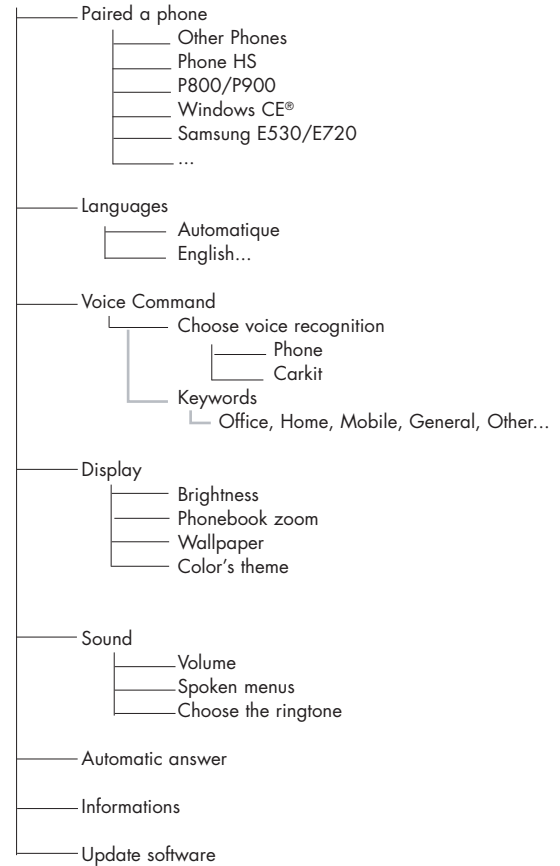 Paired a phone
Other Phones
Phone HS
P800/P900
Windows CE®
Samsung E530/E720
...
Languages
Automatique
English...
Voice Command
Choose voice recognition
Phone
Carkit
Keywords
Office, Home, Mobile, General, Other...
Display
Brightness
Phonebook zoom
Wallpaper
Color's theme
Sound
Volume
Spoken menus
Choose the ringtone
Automatic answer
Informations
Update software